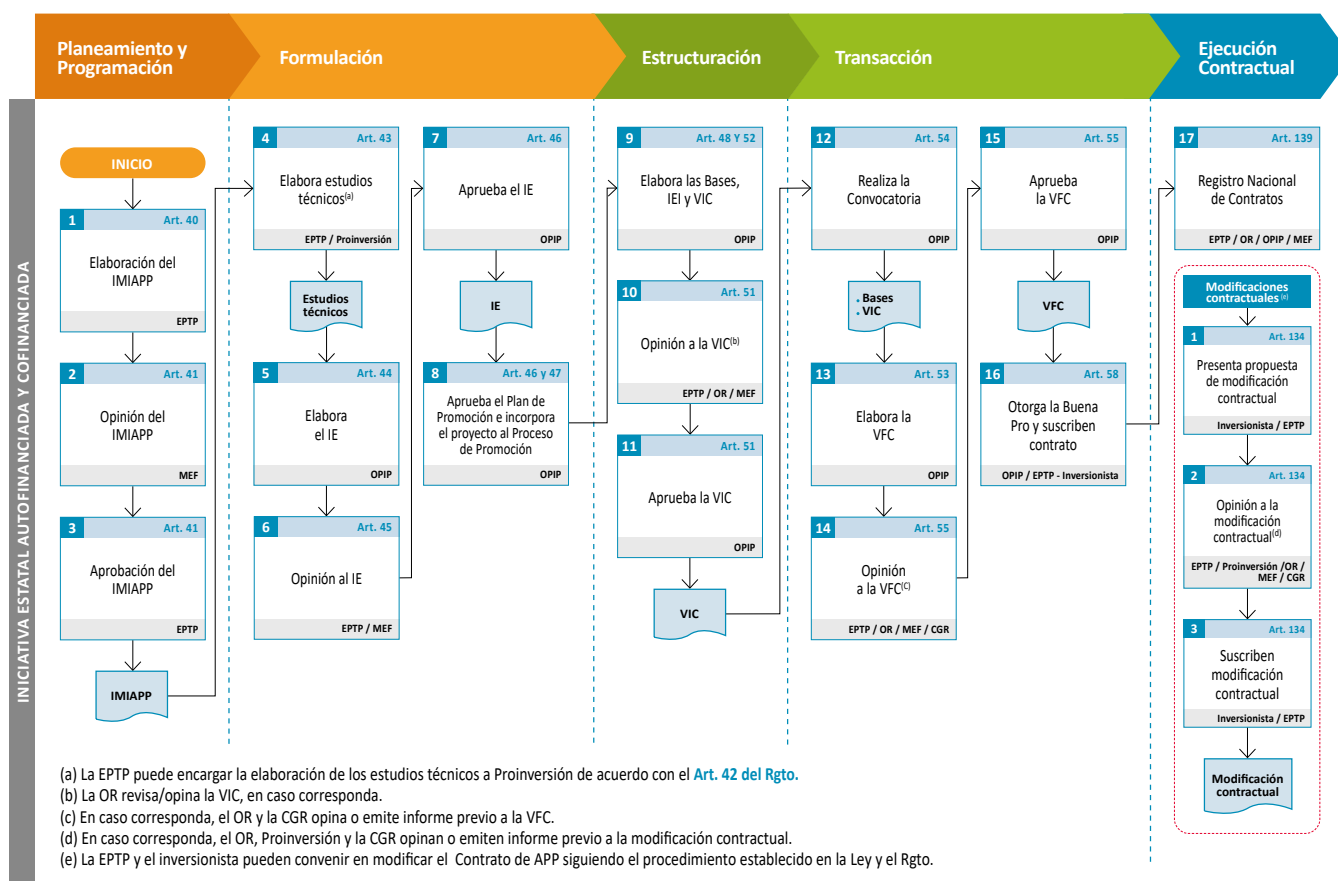 Planeamiento y
Programación
Formulación
Estructuración
Transacción
Ejecución
Contractual
INICIATIVA ESTATAL AUTOFINANCIADA Y COFINANCIADA
INICIO
1 Art. 40
Elaboración del
IMIAPP
EPTP
2 Art. 41
Opinión del
IMIAPP
MEF
3 Art. 41
Aprobación del
IMIAPP
EPTP
IMIAPP
4 Art. 43
Elabora estudios
técnicos(a)
EPTP / Proinversión
Estudios
técnicos
5 Art. 44
Elabora
el IE
OPIP
6 Art. 45
Opinión al IE
EPTP / MEF
7 Art. 46
Aprueba el IE
OPIP
IE
8 Art. 46 y 47
Aprueba el Plan de
Promoción e incorpora
el proyecto al Proceso
de Promoción
OPIP
9 Art. 48 Y 52
Elabora las Bases,
IEI y VIC
OPIP
10 Art. 51
Opinión a la VIC(b)
EPTP / OR / MEF
11 Art. 51
Aprueba la VIC
OPIP
VIC
12 Art. 54
Realiza la
Convocatoria
OPIP
• Bases
• VIC
13 Art. 53
Elabora la
VFC
OPIP
14 Art. 55
Opinión
a la VFC(C)
EPTP / OR / MEF / CGR
15 Art. 55
Aprueba
la VFC
OPIP
VFC
16 Art. 58
Otorga la Buena
Pro y suscriben
contrato
OPIP / EPTP - Inversionista
17 Art. 139
Registro Nacional
de Contratos
EPTP / OR / OPIP / MEF
Modificaciones
contractuales (e)
1 Art. 134
Presenta propuesta
de modificación
contractual
Inversionista / EPTP
2 Art. 134
Opinión a la
modificación
contractual(d)
EPTP / Proinversión /OR /
MEF / CGR
3 Art. 134
Suscriben
modificación
contractual
Inversionista / EPTP
Modificación
contractual
(a) La EPTP puede encargar la elaboración de los estudios técnicos a Proinversión de acuerdo con el Art. 42 del Rgto.
(b) La OR revisa/opina la VIC, en caso corresponda.
(c) En caso corresponda, el OR y la CGR opina o emite informe previo a la VFC.
(d) En caso corresponda, el OR, Proinversión y la CGR opinan o emiten informe previo a la modificación contractual.
(e) La EPTP y el inversionista pueden convenir en modificar el Contrato de APP siguiendo el procedimiento establecido en la Ley y el Rgto.